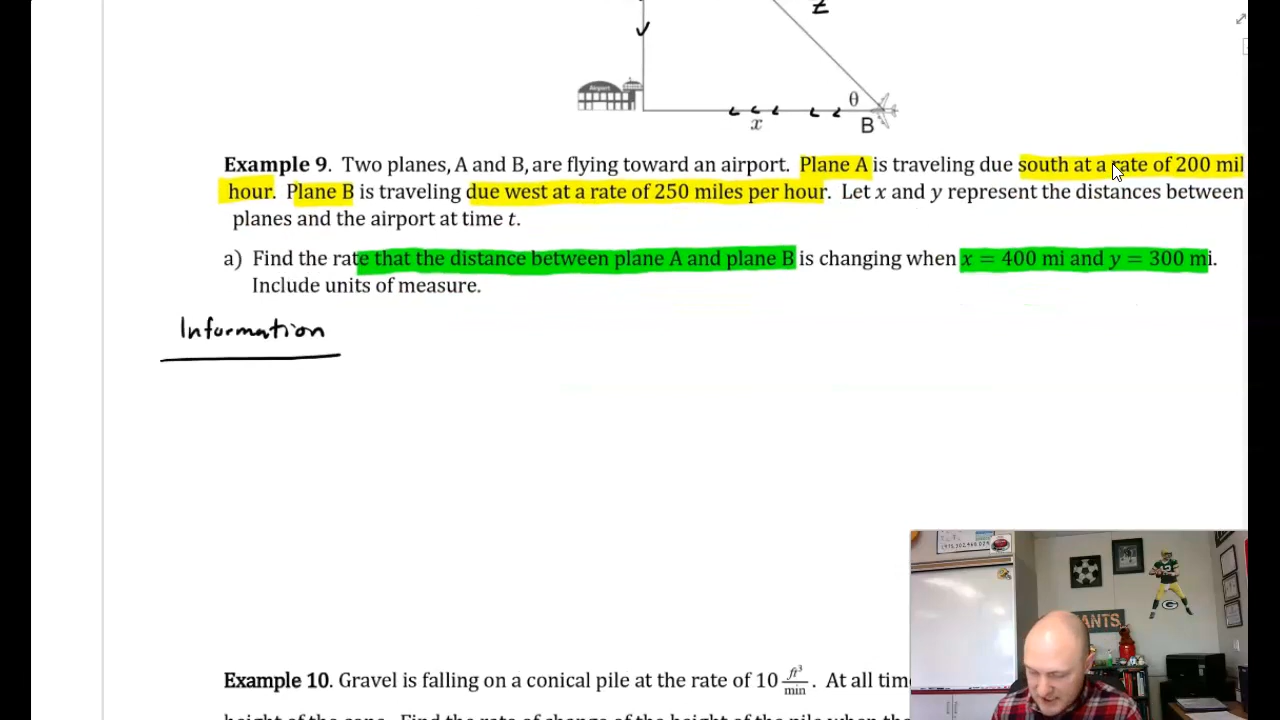 z
Airport
θ
x
B
Example 9. Two planes, A and B, are flying toward an airport. Plane A is traveling due south at a rate of 200 mil
hour. Plane B is traveling due west at a rate of 250 miles per hour. Let x and y represent the distances between
planes and the airport at time t.
a) Find the rate that the distance between plane A and plane B is changing when x = 400 mi and y = 300 mi.
Include units of measure.
Information
ANTS
G
Example 10. Gravel is falling on a conical pile at the rate of 10 ft³/min. At all tim